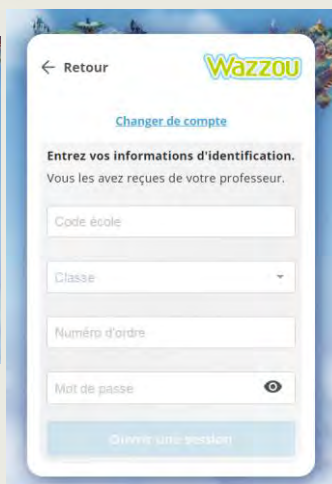 ← Retour
Wazzou
Changer de compte
Entrez vos informations d'identification.
Vous les avez reçues de votre professeur.
Code école
Classe
Numéro d'ordre
Mot de passe
Ouvrir une session